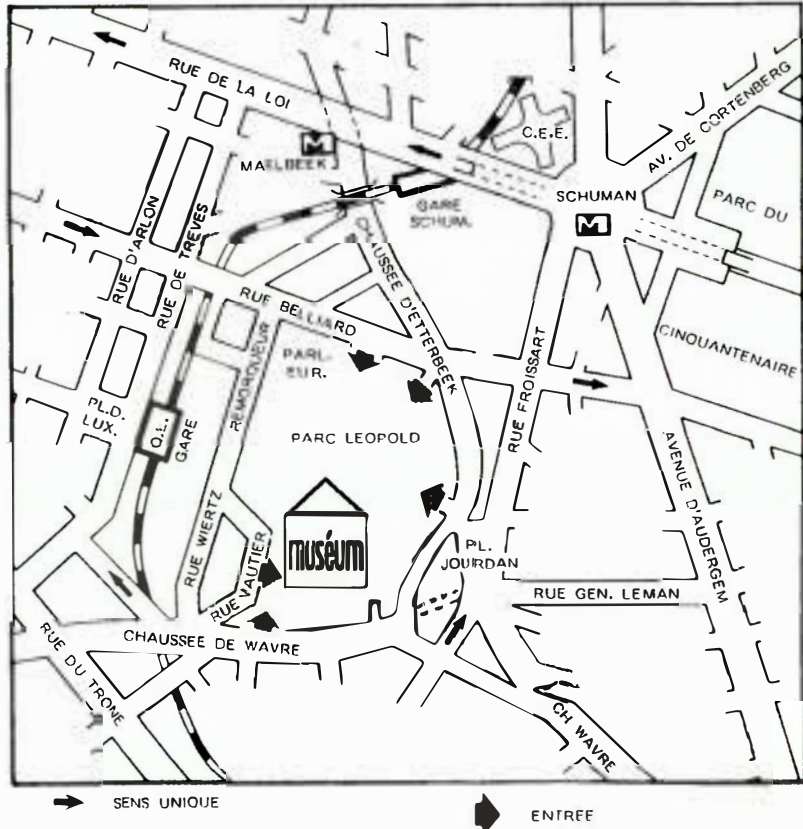 RUE DE LA LOI
C.E.E.
AV. DE CORTENBERG
M
MAELBEEK
SCHUMAN
PARC DU
GARE
SCHUM.
M
RUE D'ARLON
RUE DE TRÈVES
CHAUSSEE D'ETTERBEEK
RUE BELLIARD
CINQUANTENAIRE
PARL.
EUR.
REMORQUEUR
RUE FROISSART
PL.D.
LUX.
Q.L.
GARE
PARC LEOPOLD
AVENUE D'AUDERGEM
RUE WIERTZ
muséum
RUE VAUTIER
PL.
JOURDAN
RUE GEN. LEMAN
CHAUSSEE DE WAVRE
RUE DU TRONE
CH WAVRE
SENS UNIQUE
ENTREE